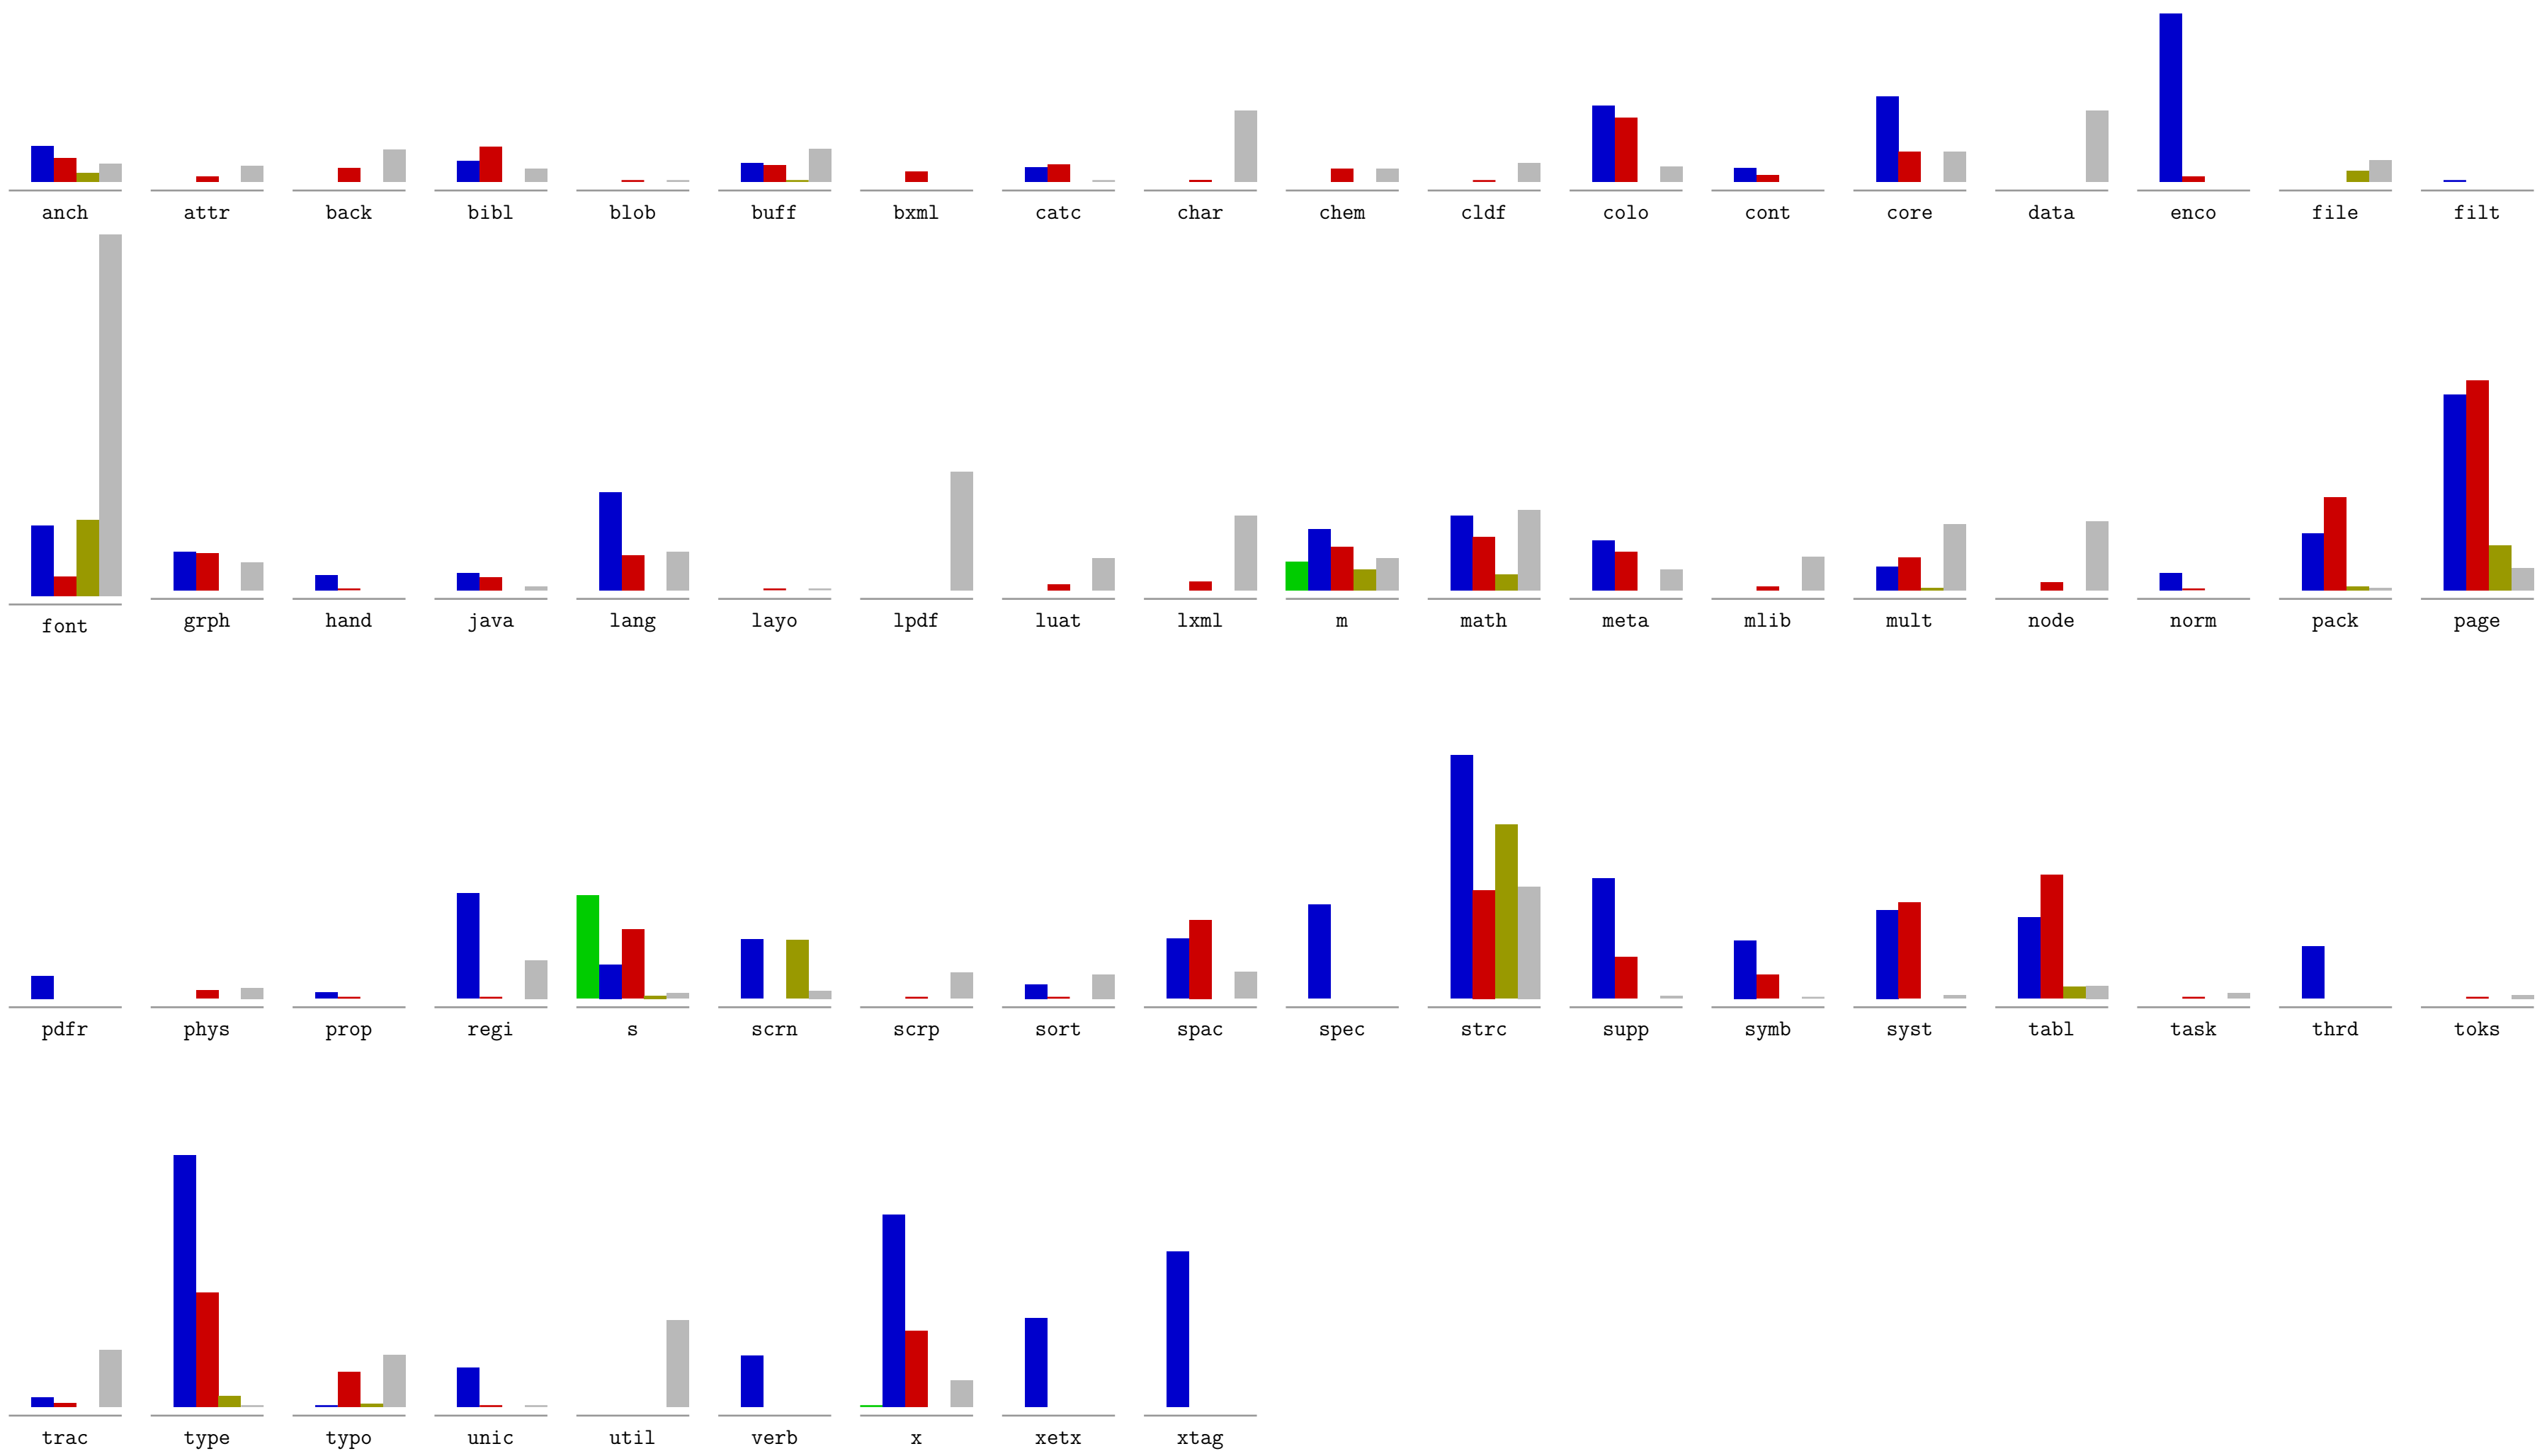 anch attr back bibl blob buff bxml catc char chem cldf colo cont core data enco file filt
font grph hand java lang layo lpdf luat lxml m math meta mlib mult node norm pack page
pdfr phys prop regi s scrn scrp sort spac spec strc supp symb syst tabl task thrd toks
trac type typo unic util verb x xetx xtag